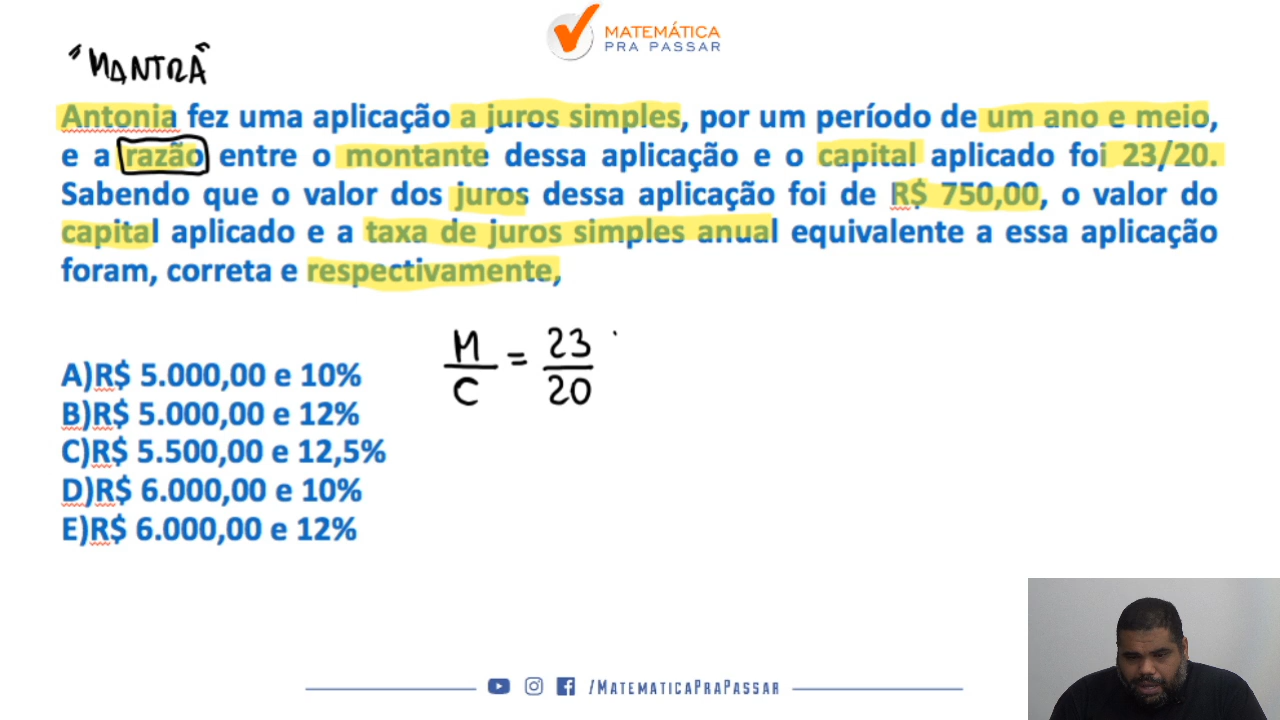 MATEMÁTICA
PRA PASSAR
"MANTRA"
Antonia fez uma aplicação a juros simples, por um período de um ano e meio,
e a razão entre o montante dessa aplicação e o capital aplicado foi 23/20.
Sabendo que o valor dos juros dessa aplicação foi de R$ 750,00, o valor do
capital aplicado e a taxa de juros simples anual equivalente a essa aplicação
foram, correta e respectivamente,
M/C = 23/20
A)R$ 5.000,00 e 10%
B)R$ 5.000,00 e 12%
C)R$ 5.500,00 e 12,5%
D)R$ 6.000,00 e 10%
E)R$ 6.000,00 e 12%
/MATEMATICAPRAPASSAR